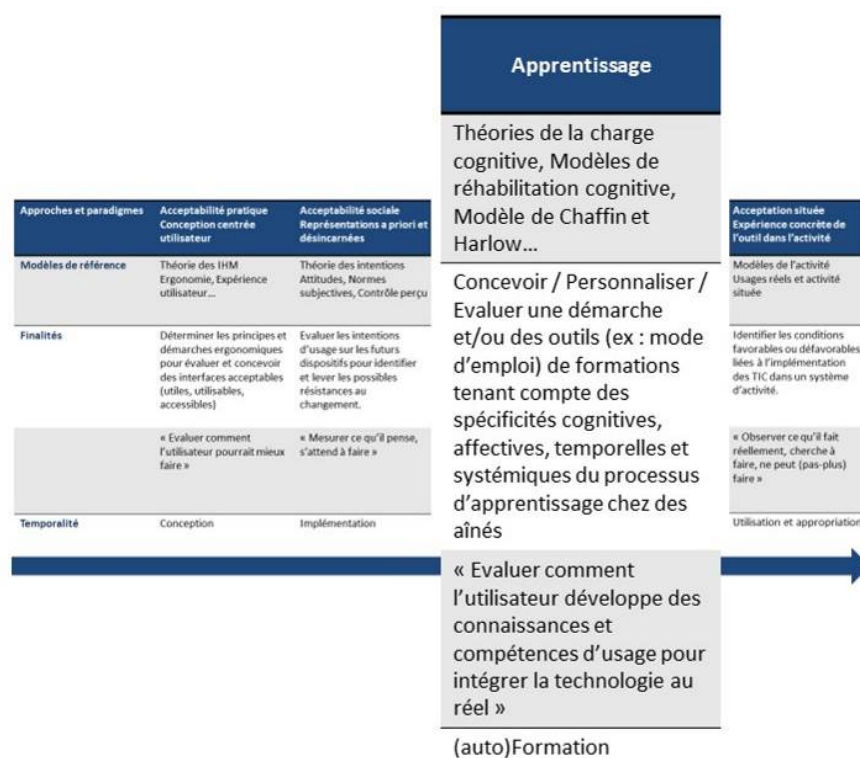 Apprentissage
Théories de la charge
cognitive, Modèles de
réhabilitation cognitive,
Modèle de Chaffin et
Harlow...
Concevoir / Personnaliser /
Evaluer une démarche
et/ou des outils (ex : mode
d'emploi) de formations
tenant compte des
spécificités cognitives,
affectives, temporelles et
systémiques du processus
d'apprentissage chez des
aînés
« Evaluer comment
l'utilisateur développe des
connaissances et
compétences d'usage pour
intégrer la technologie au
réel »
(auto)Formation
Approches et paradigmes
Acceptabilité pratique
Conception centrée
utilisateur
Acceptabilité sociale
Représentations a priori et
désincarnées
Acceptation située
Expérience concrète de
l'outil dans l'activité
Modèles de référence
Théorie des IHM
Ergonomie, Expérience
utilisateur...
Théorie des intentions
Attitudes, Normes
subjectives, Contrôle perçu
Modèles de l'activité
Usages réels et activité
située
Finalités
Déterminer les principes et
démarches ergonomiques
pour évaluer et concevoir
des interfaces acceptables
(utiles, utilisables,
accessibles)
Evaluer les intentions
d'usage sur les futurs
dispositifs pour identifier
et lever les possibles
résistances au
changement.
Identifier les conditions
favorables ou défavorables
liées à l'implémentation
des TIC dans un système
d'activité.
« Evaluer comment
l'utilisateur pourrait mieux
faire »
« Mesurer ce qu'il pense,
s'attend à faire »
« Observer ce qu'il fait
réellement, cherche à
faire, ne peut (pas-plus)
faire »
Temporalité
Conception
Implémentation
Utilisation et appropriation